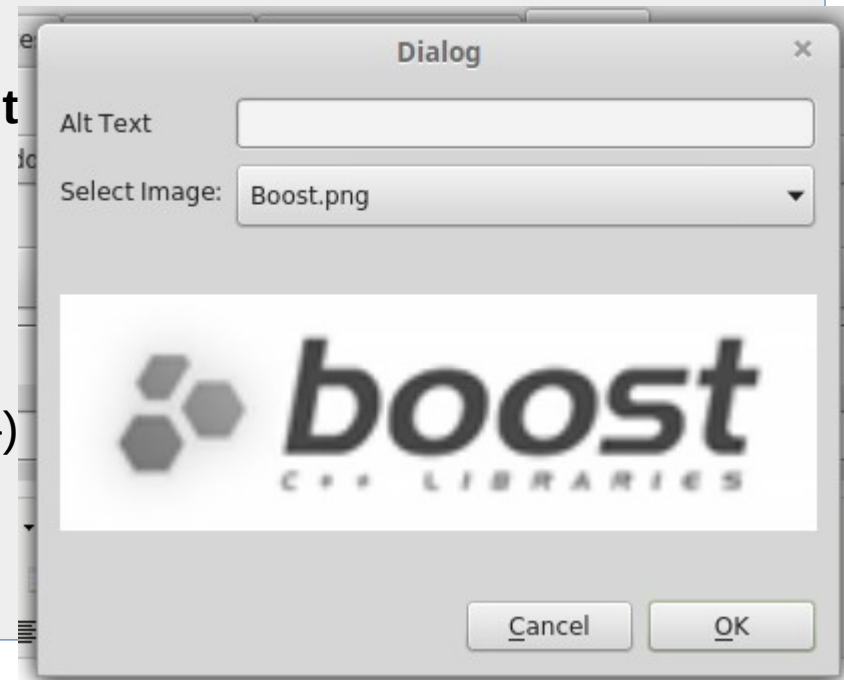 Dialog
t
Alt Text
Select Image: Boost.png
boost
C++ LIBRARIES
)
Cancel OK